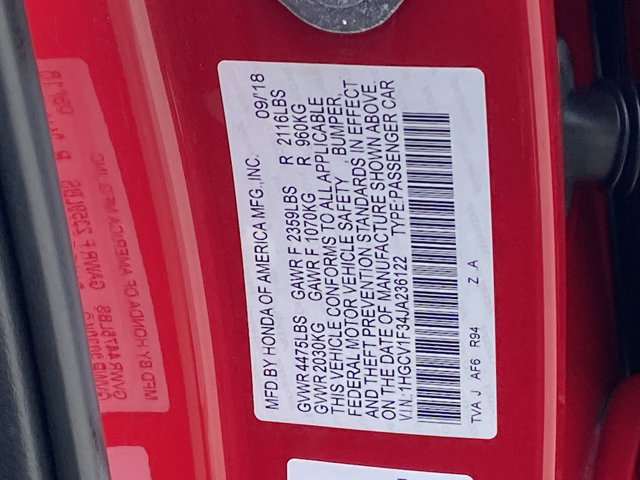 MFD BY HONDA OF AMERICA MFG., INC. 09/'18
GVWR 4475LBS GAWR F 2359LBS R 2116LBS
GVWR 2030KG GAWR F 1070KG R 960KG
THIS VEHICLE CONFORMS TO ALL APPLICABLE
FEDERAL MOTOR VEHICLE SAFETY , BUMPER,
AND THEFT PREVENTION STANDARDS IN EFFECT
ON THE DATE OF MANUFACTURE SHOWN ABOVE.
V.I.N.: 1HGCV1F34JA236122 TYPE:PASSENGER CAR
TVA J AF6 R94 Z A